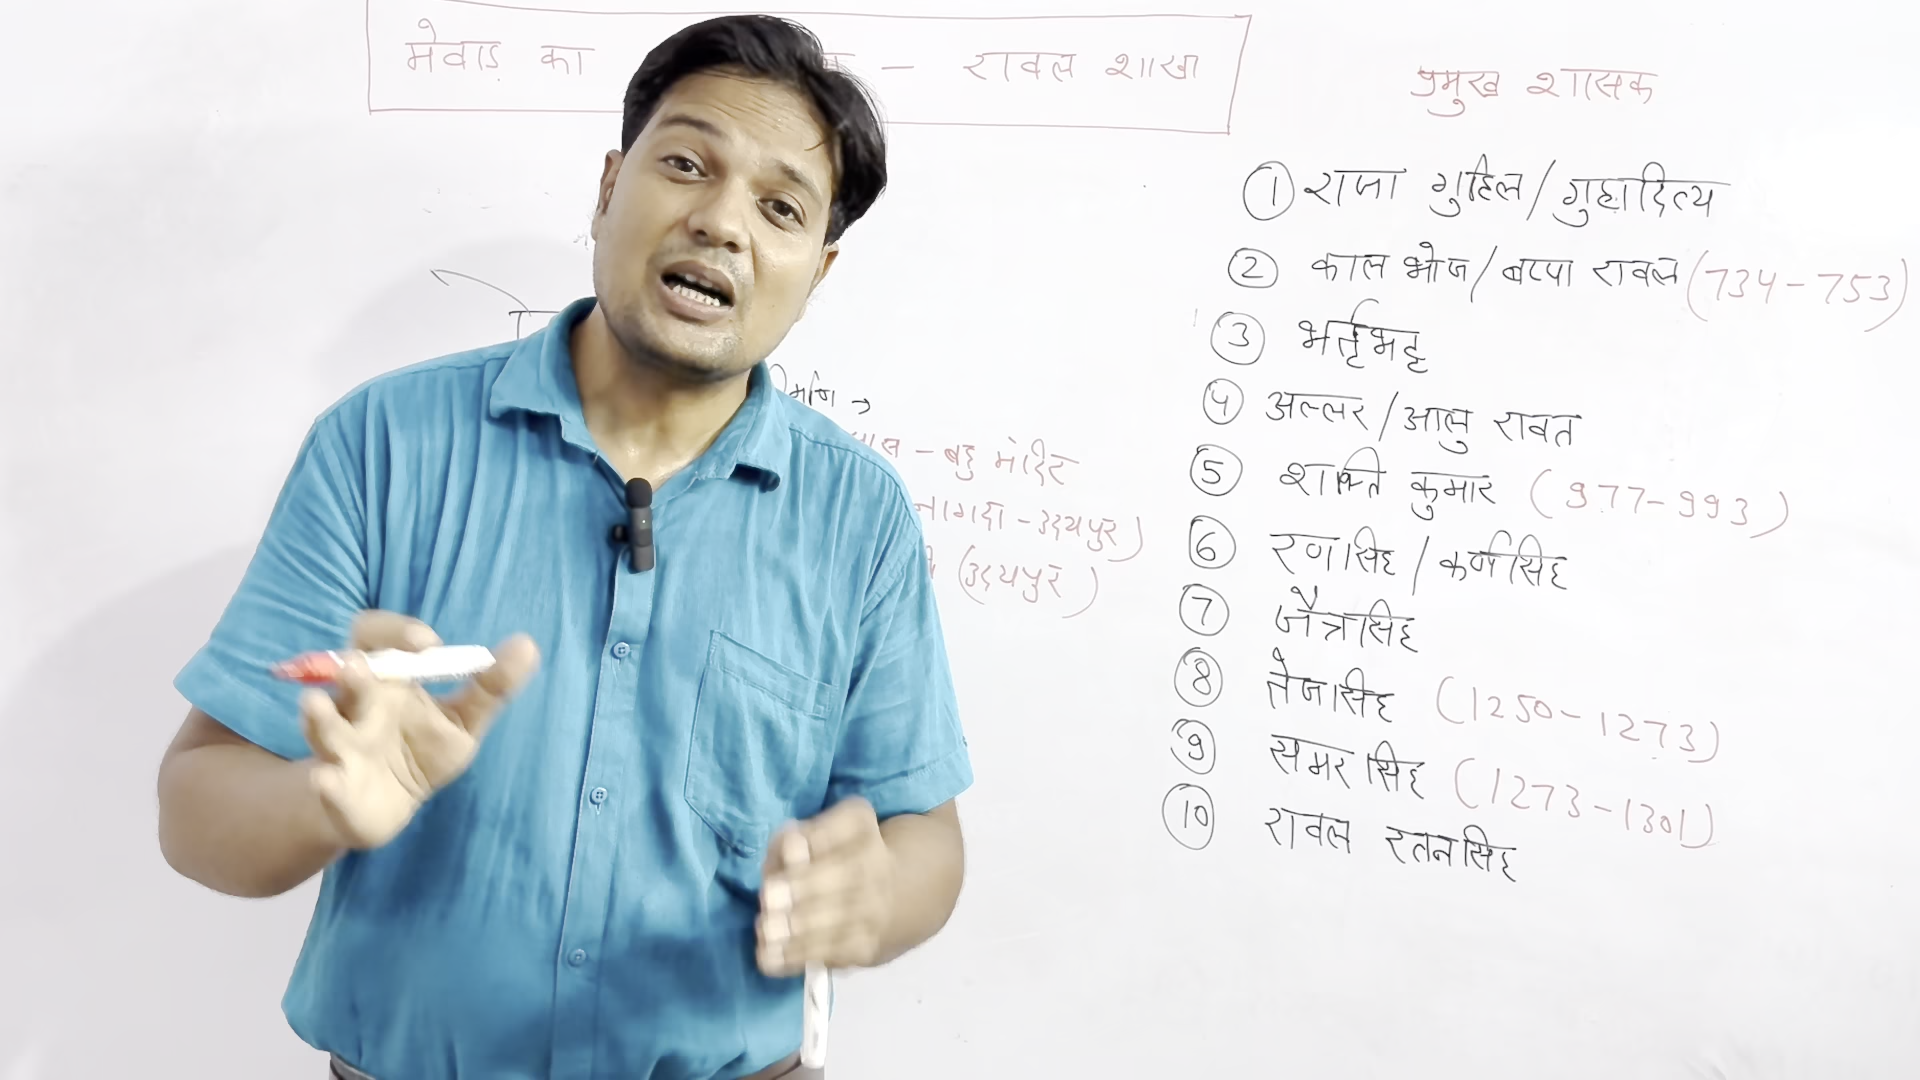 मेवाड़ का
– रावल शाखा
प्रमुख शासक
① राजा गुहिल/गुहादित्य
② काल भोज/बप्पा रावल (734-753)
③ भर्तृभट्ट
④ अल्लर/आलु रावत
⑤ शक्ति कुमार (977-993)
⑥ रणसिंह/कर्णसिंह
⑦ जैत्रसिंह
⑧ तेजसिंह (1250-1273)
⑨ समरसिंह (1273-1301)
⑩ रावल रतनसिंह
→
- बहु मंदिर
नागदा-उदयपुर)
(उदयपुर)